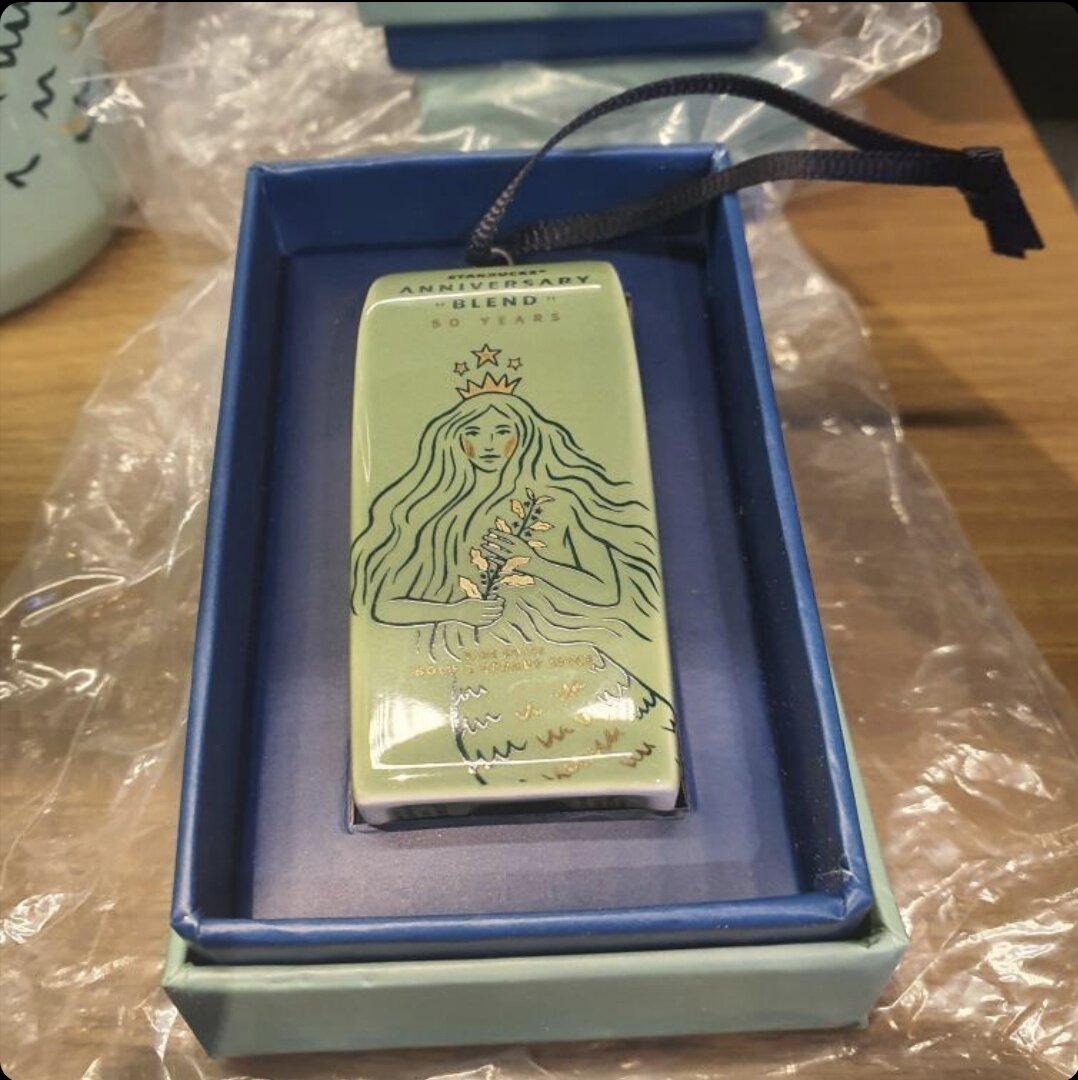 STARBUCKS®
ANNIVERSARY
"BLEND"
50 YEARS